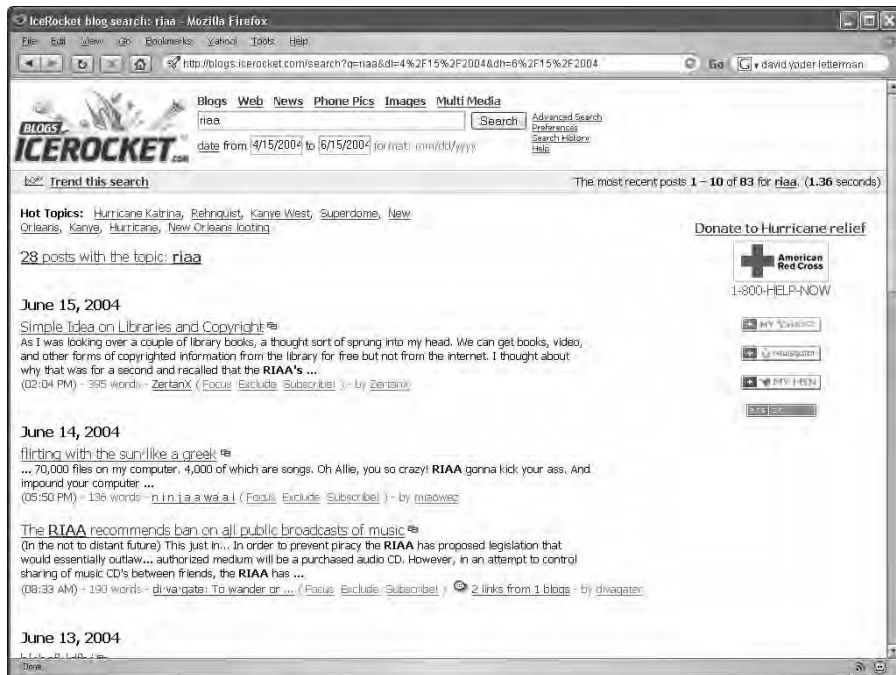 IceRocket blog search: riaa - Mozilla Firefox
File Edit View Go Bookmarks Yahoo! Tools Help
http://blogs.icerocket.com/search?q=riaa&dl=4%2F15%2F2004&dh=6%2F15%2F2004
Go
G david yoder letterman
BLOGS
ICEROCKET.com
Blogs Web News Phone Pics Images Multi Media
riaa
Search
Advanced Search
Preferences
Search History
Help
date from 4/15/2004 to 6/15/2004 format: mm/dd/yyyy
Trend this search
The most recent posts 1 – 10 of 83 for riaa. (1.36 seconds)
Hot Topics: Hurricane Katrina, Rehnquist, Kanye West, Superdome, New
Orleans, Kanye, Hurricane, New Orleans looting
Donate to Hurricane relief
American
Red Cross
1-800-HELP-NOW
MY YAHOO!
newsgator
MY MSN
28 posts with the topic: riaa
June 15, 2004
Simple Idea on Libraries and Copyright
As I was looking over a couple of library books, a thought sort of sprung into my head. We can get books, video,
and other forms of copyrighted information from the library for free but not from the internet. I thought about
why that was for a second and recalled that the RIAA's ...
(02:04 PM) - 395 words - ZertanX ( Focus Exclude Subscribe! ) - by ZertanX
June 14, 2004
flirting with the sun like a greek
... 70,000 files on my computer. 4,000 of which are songs. Oh Allie, you so crazy! RIAA gonna kick your ass. And
impound your computer ...
(05:50 PM) - 136 words - n i n j a a w a a i ( Focus Exclude Subscribe! ) - by miaowez
The RIAA recommends ban on all public broadcasts of music
(In the not to distant future) This just in... In order to prevent piracy the RIAA has proposed legislation that
would essentially outlaw... authorized medium will be a purchased audio CD. However, in an attempt to control
sharing of music CD's between friends, the RIAA has ...
(08:33 AM) - 190 words - di·va·gate: To wander or ... ( Focus Exclude Subscribe! ) 2 links from 1 blogs - by divagater
June 13, 2004
Done